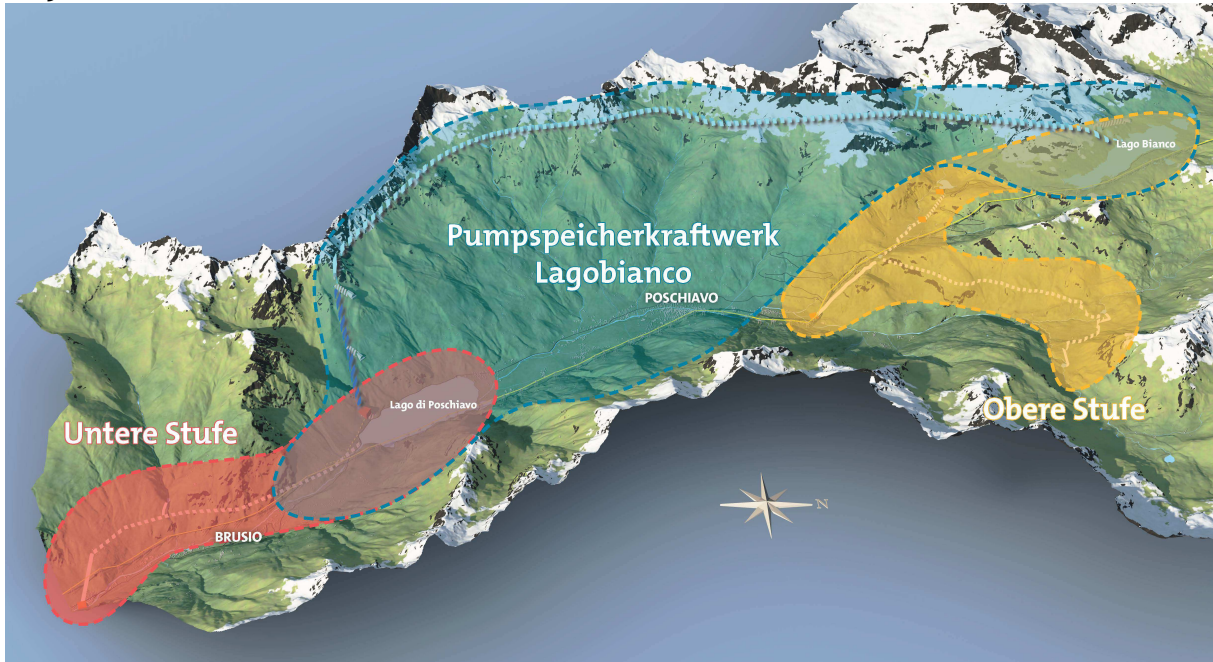 Lago Bianco
Pumpspeicherkraftwerk
Lagobianco
POSCHIAVO
Lago di Poschiavo
Obere Stufe
Untere Stufe
N
BRUSIO